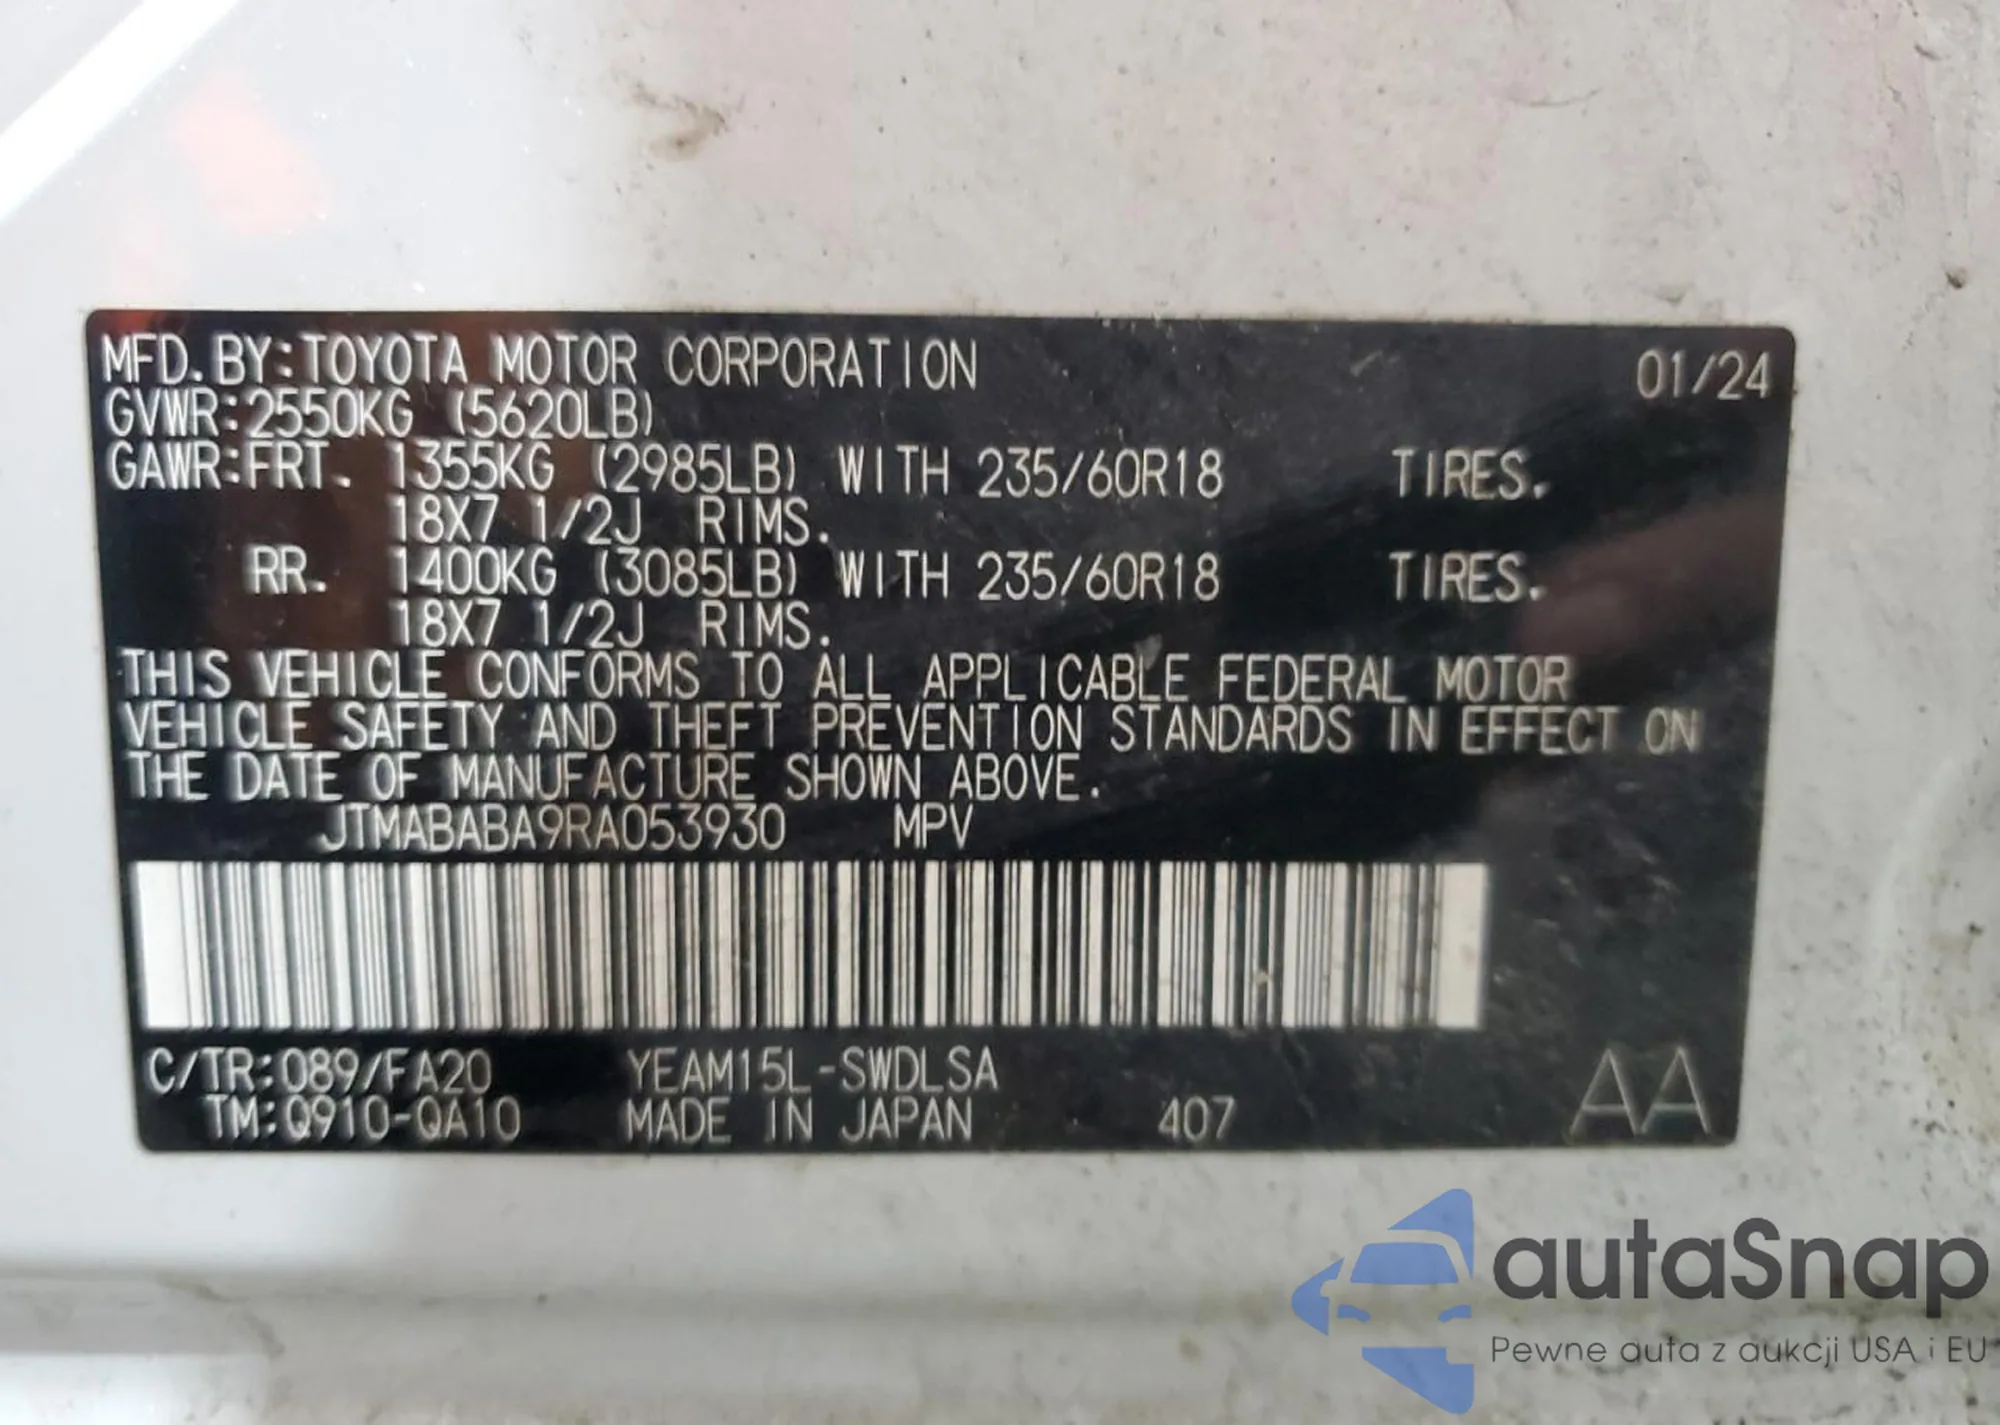 MFD.BY:TOYOTA MOTOR CORPORATION 01/24
GVWR:2550KG (5620LB)
GAWR:FRT. 1355KG (2985LB) WITH 235/60R18 TIRES.
18X7 1/2J RIMS.
RR. 1400KG (3085LB) WITH 235/60R18 TIRES.
18X7 1/2J RIMS.
THIS VEHICLE CONFORMS TO ALL APPLICABLE FEDERAL MOTOR
VEHICLE SAFETY AND THEFT PREVENTION STANDARDS IN EFFECT ON
THE DATE OF MANUFACTURE SHOWN ABOVE.
JTMABABA9RA053930 MPV
C/TR:089/FA20 YEAM15L-SWDLSA
TM:Q910-QA10 MADE IN JAPAN 407 AA
autaSnap
Pewne auta z aukcji USA i EU